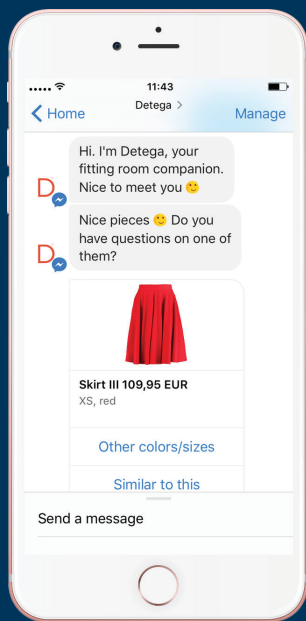 11:43
Home
Detega >
Manage
Hi. I'm Detega, your
fitting room companion.
Nice to meet you 🙂
D
Nice pieces 🙂 Do you
have questions on one of
them?
D
Skirt III 109,95 EUR
XS, red
Other colors/sizes
Similar to this
Send a message